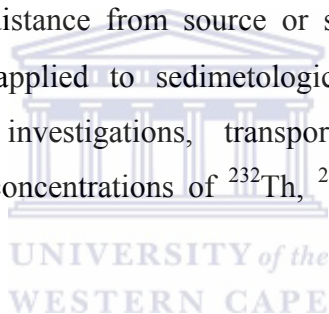 distance from source or s
applied to sedimetologic
investigations, transpor
concentrations of ²³²Th, ²
UNIVERSITY of the
WESTERN CAPE